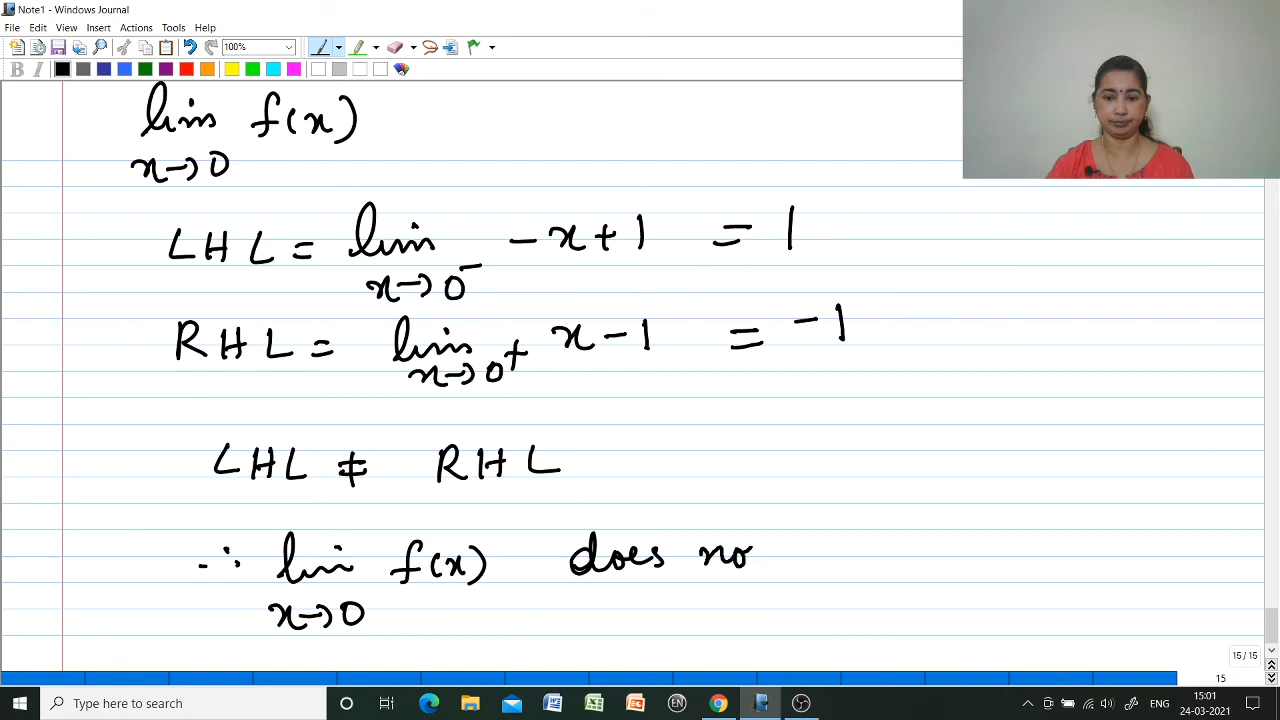 Note1 - Windows Journal
File Edit View Insert Actions Tools Help
100%
B I
lim f(x)
x→0
LHL = lim -x+1 = 1
x→0⁻
RHL = lim x-1 = -1
x→0+
LHL ≠ RHL
∴ lim f(x) does no
x→0
15/15
15
Type here to search
EN
ENG
15:01
24-03-2021